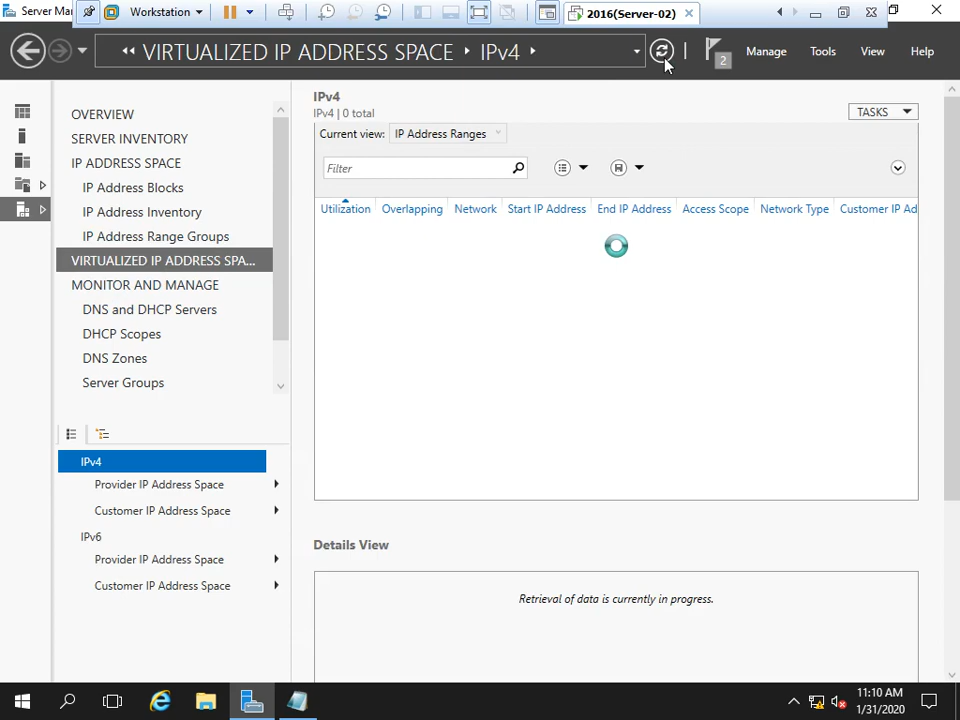 Server Ma
Workstation
2016(Server-02)
VIRTUALIZED IP ADDRESS SPACE
IPv4
2
Manage
Tools
View
Help
OVERVIEW
SERVER INVENTORY
IP ADDRESS SPACE
IP Address Blocks
IP Address Inventory
IP Address Range Groups
VIRTUALIZED IP ADDRESS SPA...
MONITOR AND MANAGE
DNS and DHCP Servers
DHCP Scopes
DNS Zones
Server Groups
IPv4
Provider IP Address Space
Customer IP Address Space
IPv6
Provider IP Address Space
Customer IP Address Space
IPv4
IPv4 | 0 total
TASKS
Current view: IP Address Ranges
Filter
Utilization Overlapping Network Start IP Address End IP Address Access Scope Network Type Customer IP Ad
Details View
Retrieval of data is currently in progress.
11:10 AM
1/31/2020